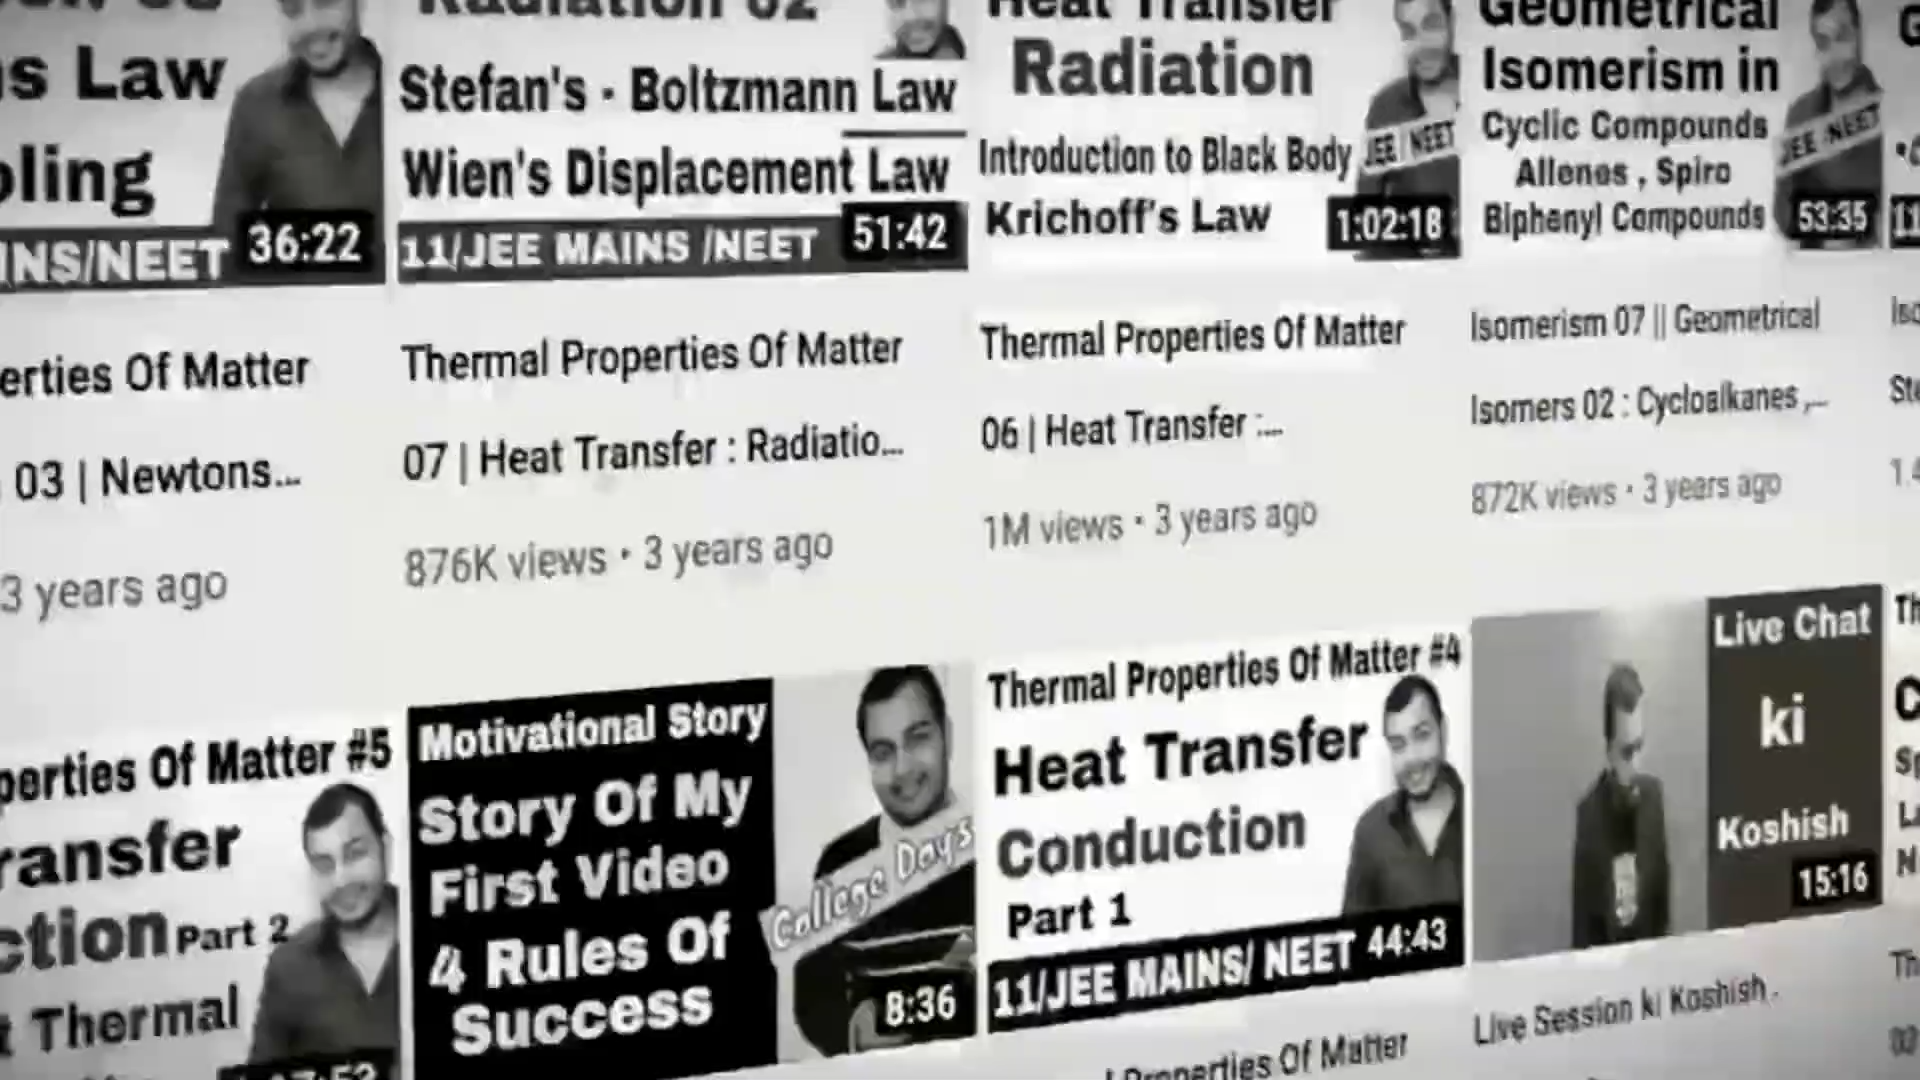 s Law
oling
INS/NEET
36:22
erties Of Matter
03 | Newtons...
3 years ago
Radiation 02
Stefan's - Boltzmann Law
Wien's Displacement Law
11/JEE MAINS /NEET
51:42
Thermal Properties Of Matter
07 | Heat Transfer : Radiatio...
876K views • 3 years ago
Heat Transfer
Radiation
Introduction to Black Body
Krichoff's Law
JEE NEET
1:02:18
Thermal Properties Of Matter
06 | Heat Transfer :...
1M views • 3 years ago
Geometrical
Isomerism in
Cyclic Compounds
Allenes , Spiro
Biphenyl Compounds
JEE NEET
53:35
Isomerism 07 || Geometrical
Isomers 02 : Cycloalkanes ,...
872K views • 3 years ago
perties Of Matter #5
ransfer
ction Part 2
t Thermal
Motivational Story
Story Of My
First Video
4 Rules Of
Success
College Days
8:36
Thermal Properties Of Matter #4
Heat Transfer
Conduction
Part 1
11/JEE MAINS/ NEET
44:43
Properties Of Matter
Live Chat
ki
Koshish
15:16
Live Session ki Koshish .